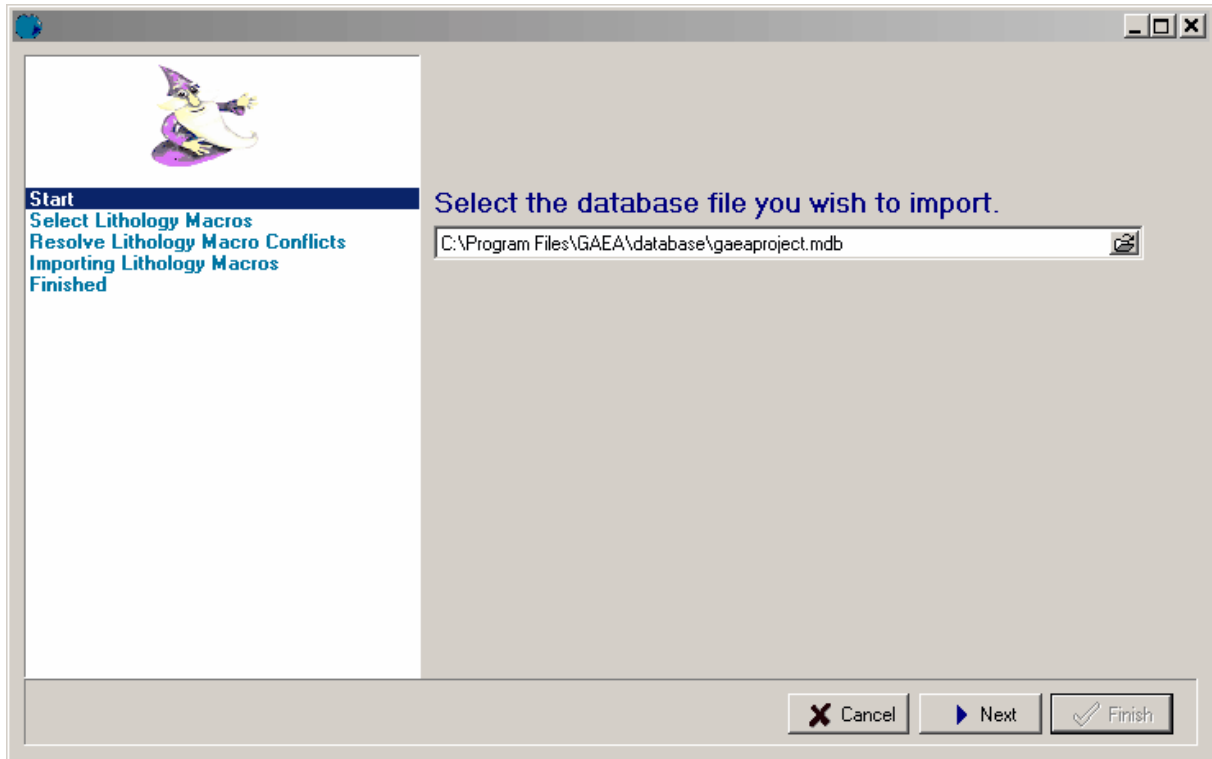 Start
Select Lithology Macros
Resolve Lithology Macro Conflicts
Importing Lithology Macros
Finished
Select the database file you wish to import.
C:\Program Files\GAEA\database\gaeaproject.mdb
Cancel
Next
Finish